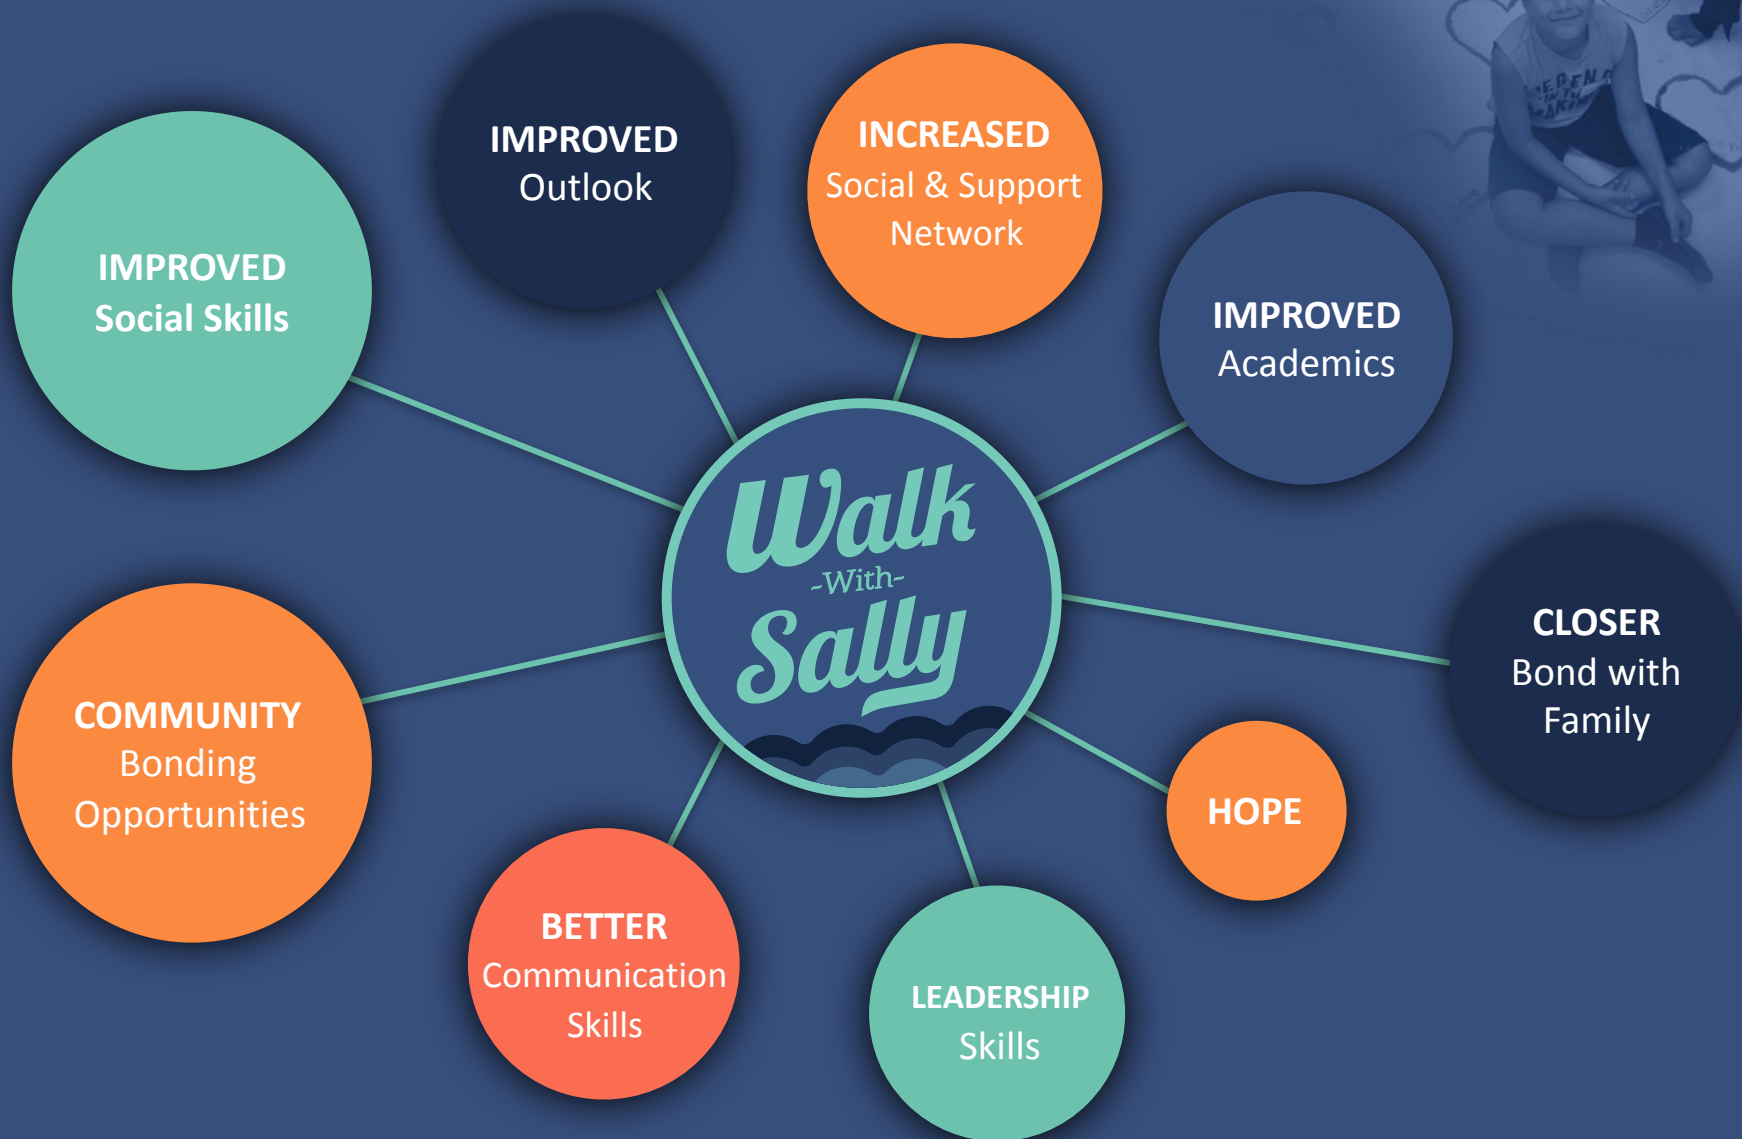 IMPROVED
Outlook
INCREASED
Social & Support
Network
IMPROVED
Social Skills
IMPROVED
Academics
Walk
-With-
Sally
CLOSER
Bond with
Family
COMMUNITY
Bonding
Opportunities
HOPE
BETTER
Communication
Skills
LEADERSHIP
Skills